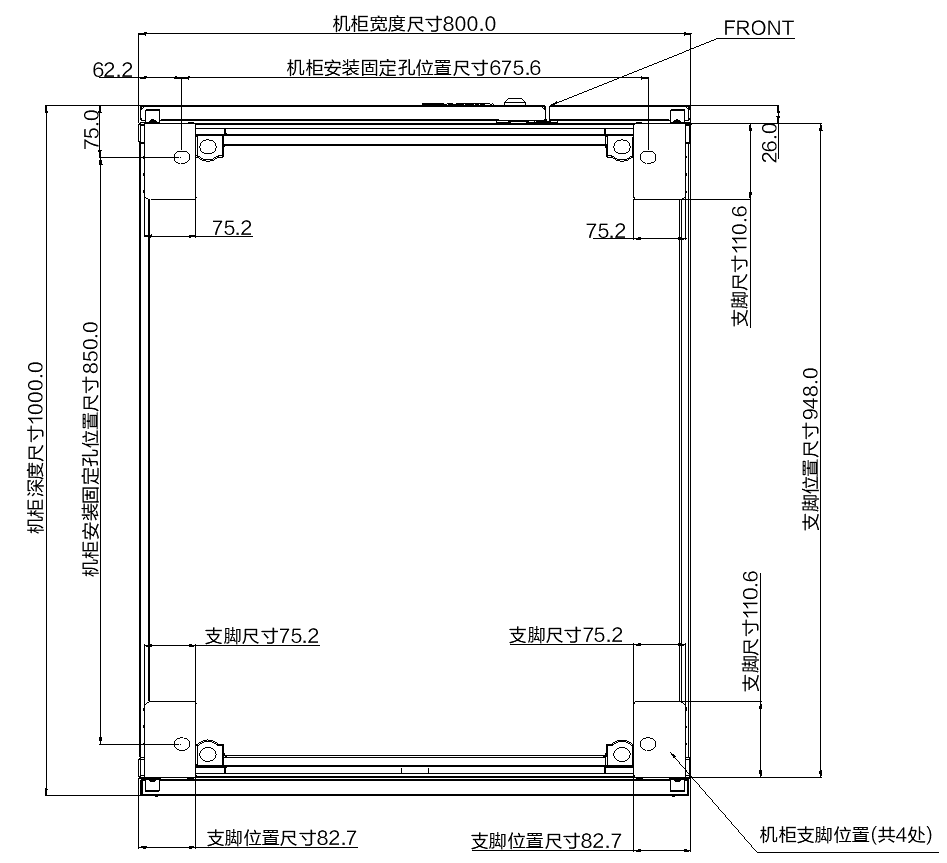 机柜宽度尺寸800.0
FRONT
62.2
机柜安装固定孔位置尺寸675.6
75.0
26.0
75.2
75.2
支脚尺寸110.6
机柜深度尺寸1000.0
机柜安装固定孔位置尺寸850.0
支脚位置尺寸948.0
支脚尺寸75.2
支脚尺寸75.2
支脚尺寸110.6
支脚位置尺寸82.7
支脚位置尺寸82.7
机柜支脚位置(共4处)